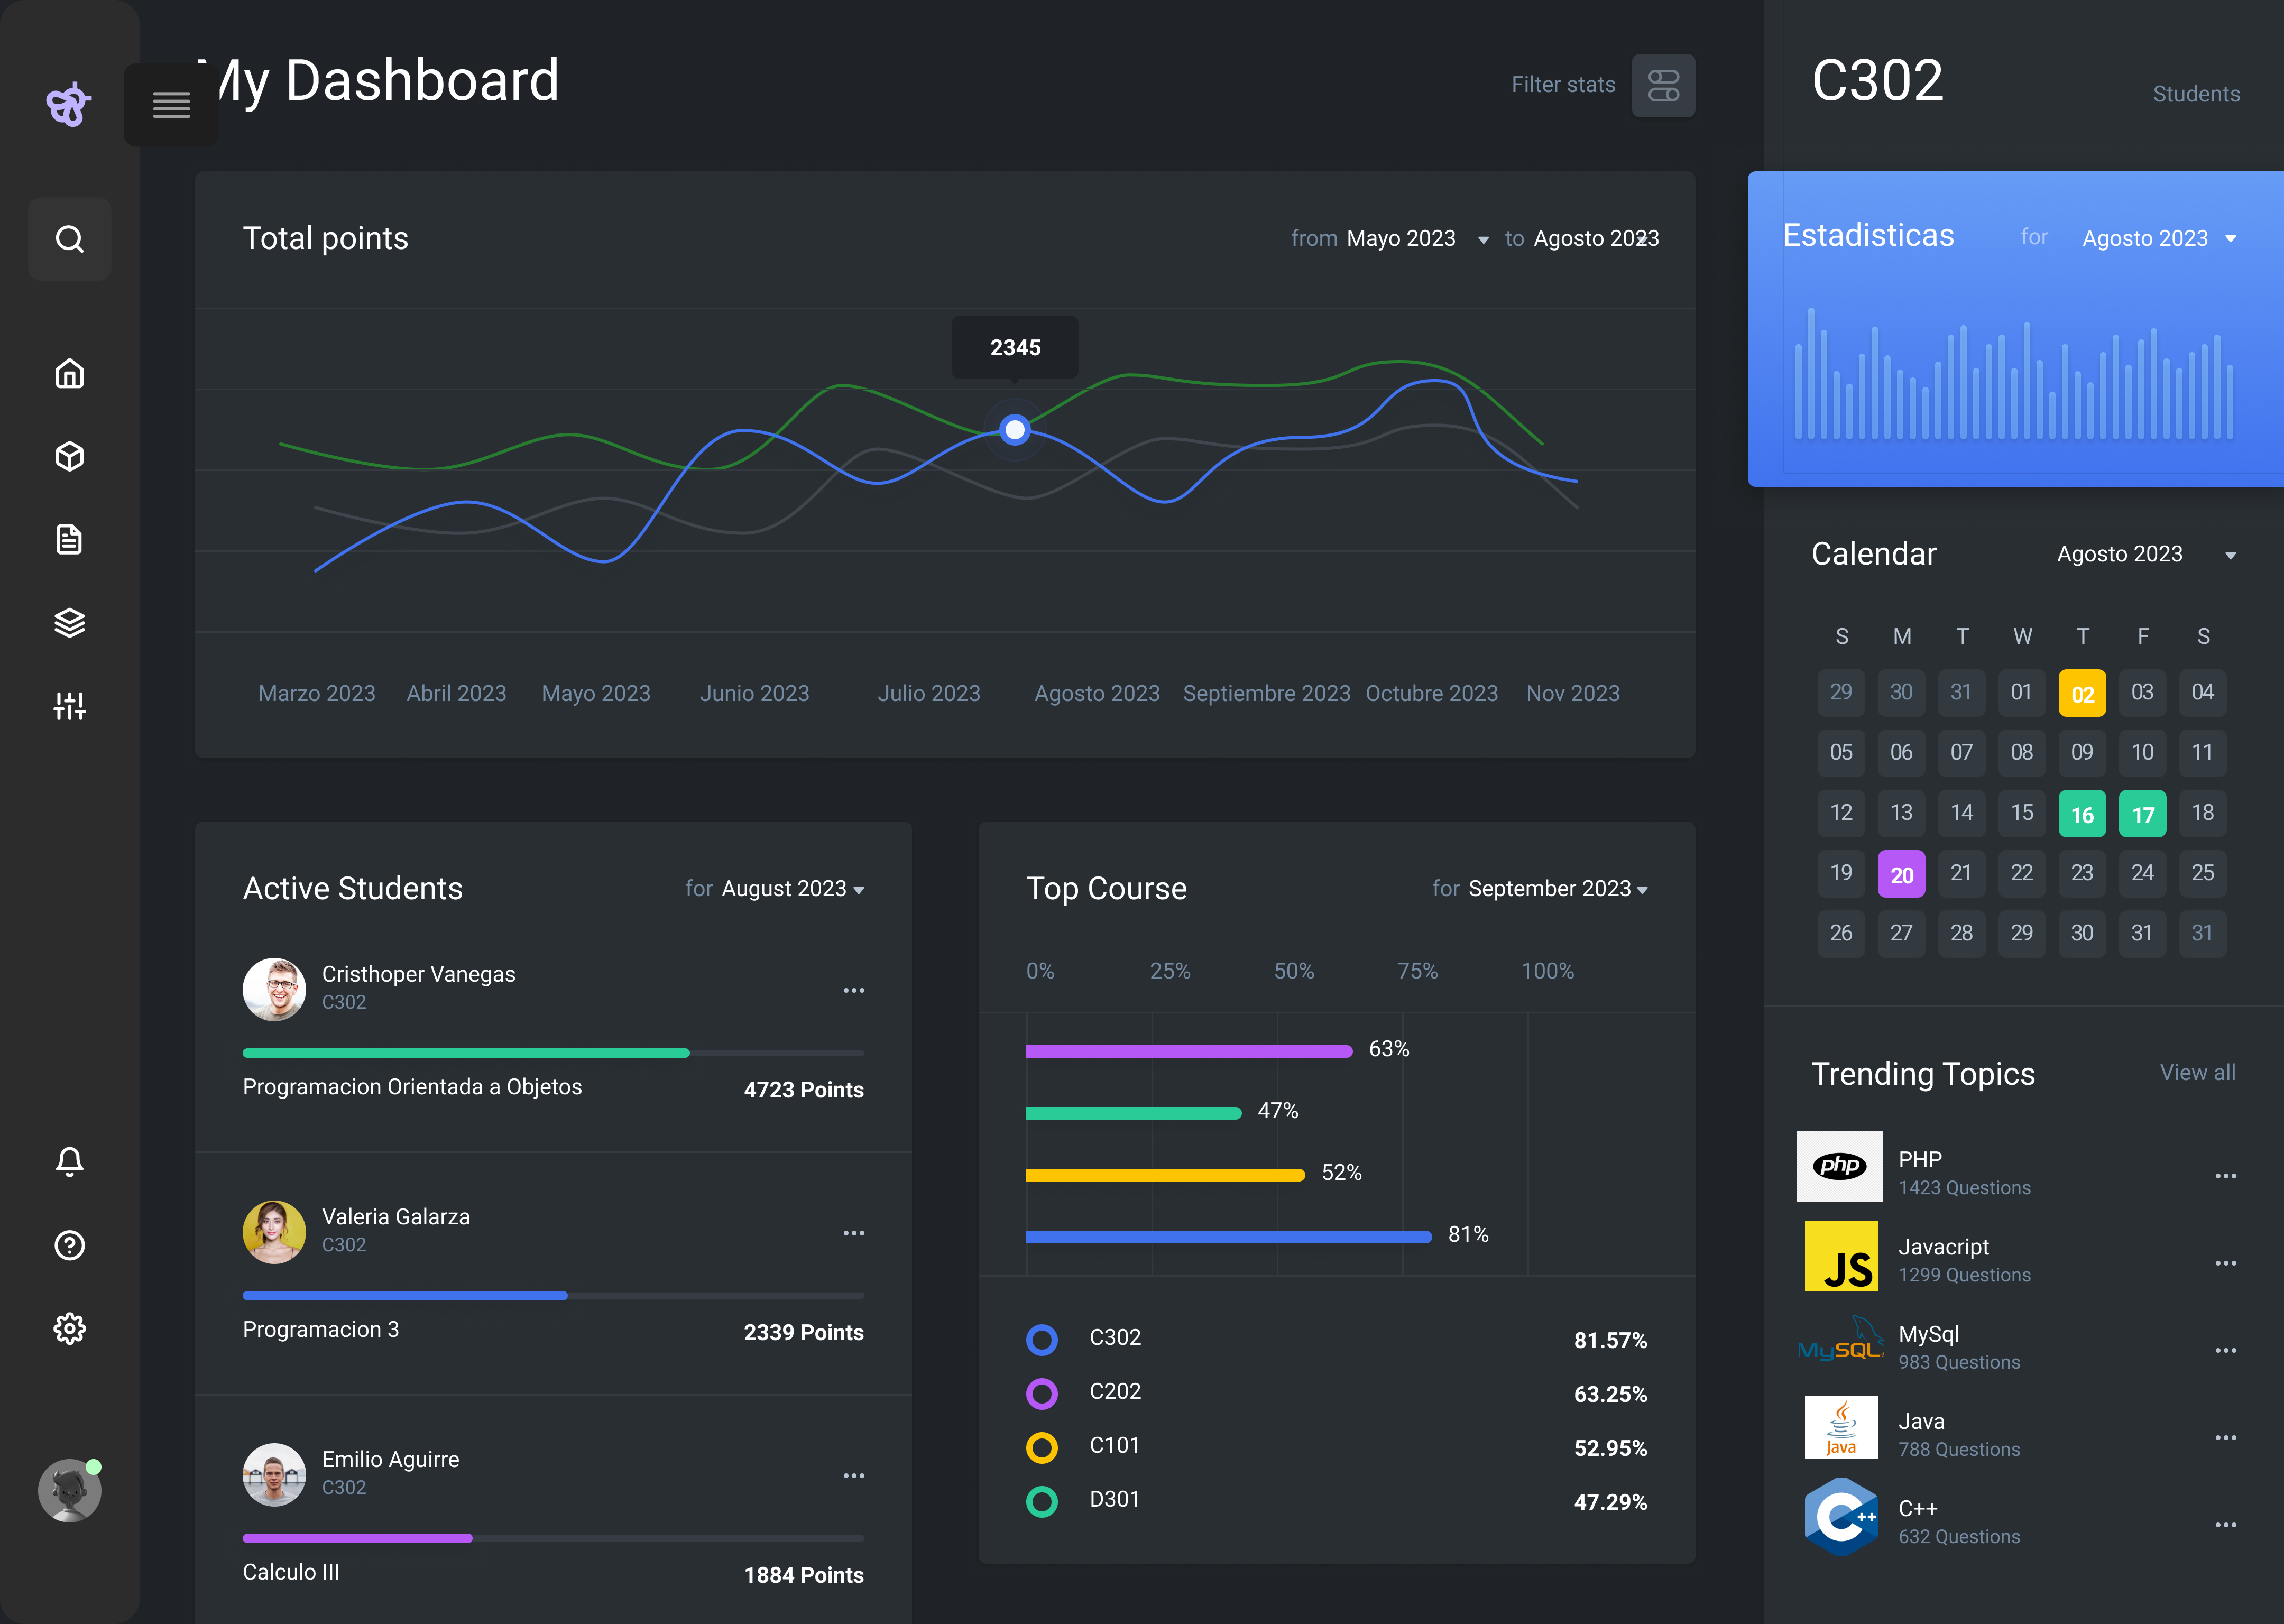 My Dashboard
Filter stats
Total points
from Mayo 2023 to Agosto 2023
2345
Marzo 2023 Abril 2023 Mayo 2023 Junio 2023 Julio 2023 Agosto 2023 Septiembre 2023 Octubre 2023 Nov 2023
Active Students
for August 2023
Cristhoper Vanegas
C302
Programacion Orientada a Objetos
4723 Points
Valeria Galarza
C302
Programacion 3
2339 Points
Emilio Aguirre
C302
Calculo III
1884 Points
Top Course
for September 2023
0% 25% 50% 75% 100%
63%
47%
52%
81%
C302 81.57%
C202 63.25%
C101 52.95%
D301 47.29%
C302
Students
Estadisticas
for Agosto 2023
Calendar
Agosto 2023
S M T W T F S
29 30 31 01 02 03 04
05 06 07 08 09 10 11
12 13 14 15 16 17 18
19 20 21 22 23 24 25
26 27 28 29 30 31 31
Trending Topics
View all
php
PHP
1423 Questions
JS
Javacript
1299 Questions
MySQL
MySql
983 Questions
Java
Java
788 Questions
C++
C++
632 Questions